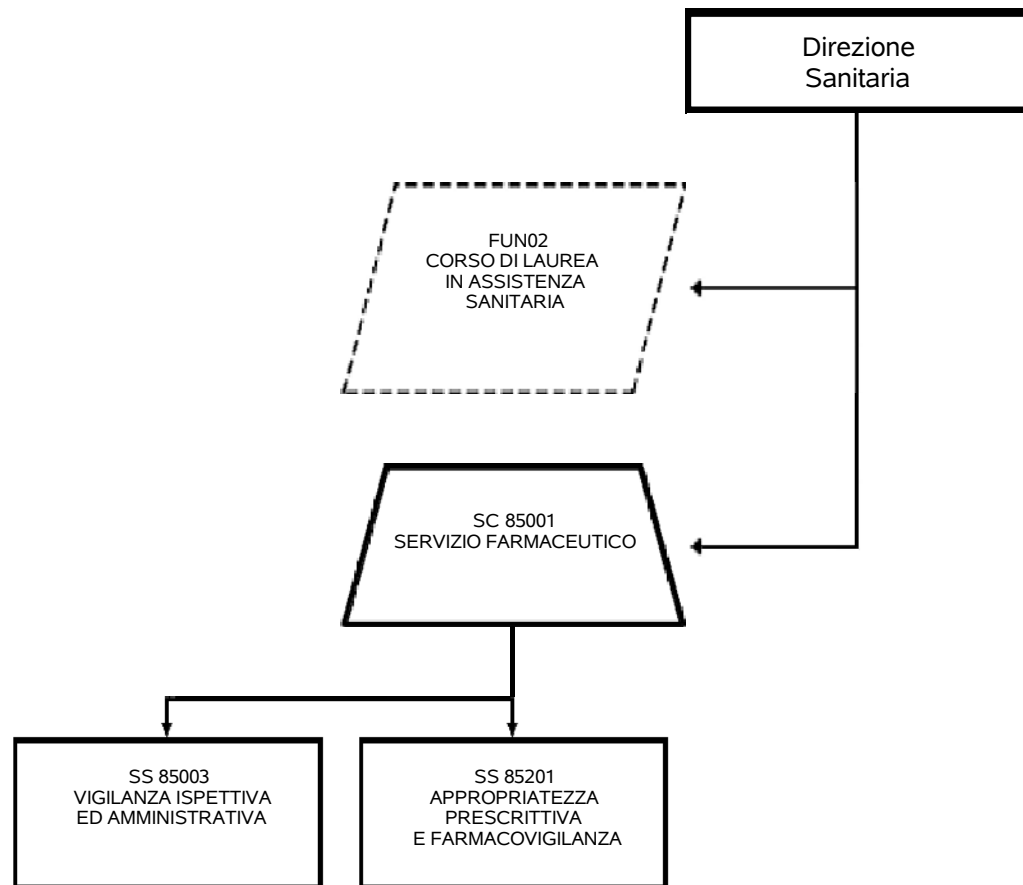 Direzione
Sanitaria
FUN02
CORSO DI LAUREA
IN ASSISTENZA
SANITARIA
SC 85001
SERVIZIO FARMACEUTICO
SS 85003
VIGILANZA ISPETTIVA
ED AMMINISTRATIVA
SS 85201
APPROPRIATEZZA
PRESCRITTIVA
E FARMACOVIGILANZA